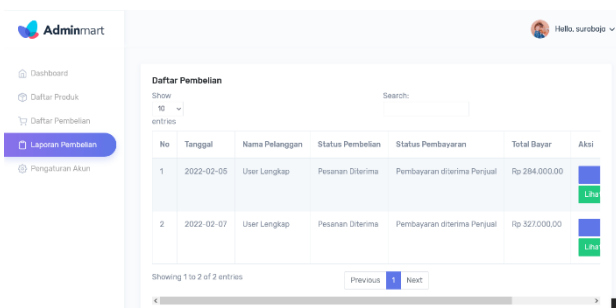 Adminmart
Hello, surobojo
Dashboard
Daftar Produk
Daftar Pembelian
Laporan Pembelian
Pengaturan Akun
Daftar Pembelian
Show
10
entries
Search:
No Tanggal Nama Pelanggan Status Pembelian Status Pembayaran Total Bayar Aksi
1 2022-02-05 User Lengkap Pesanan Diterima Pembayaran diterima Penjual Rp 284.000,00
Liha
2 2022-02-07 User Lengkap Pesanan Diterima Pembayaran diterima Penjual Rp 327.000,00
Liha
Showing 1 to 2 of 2 entries
Previous 1 Next